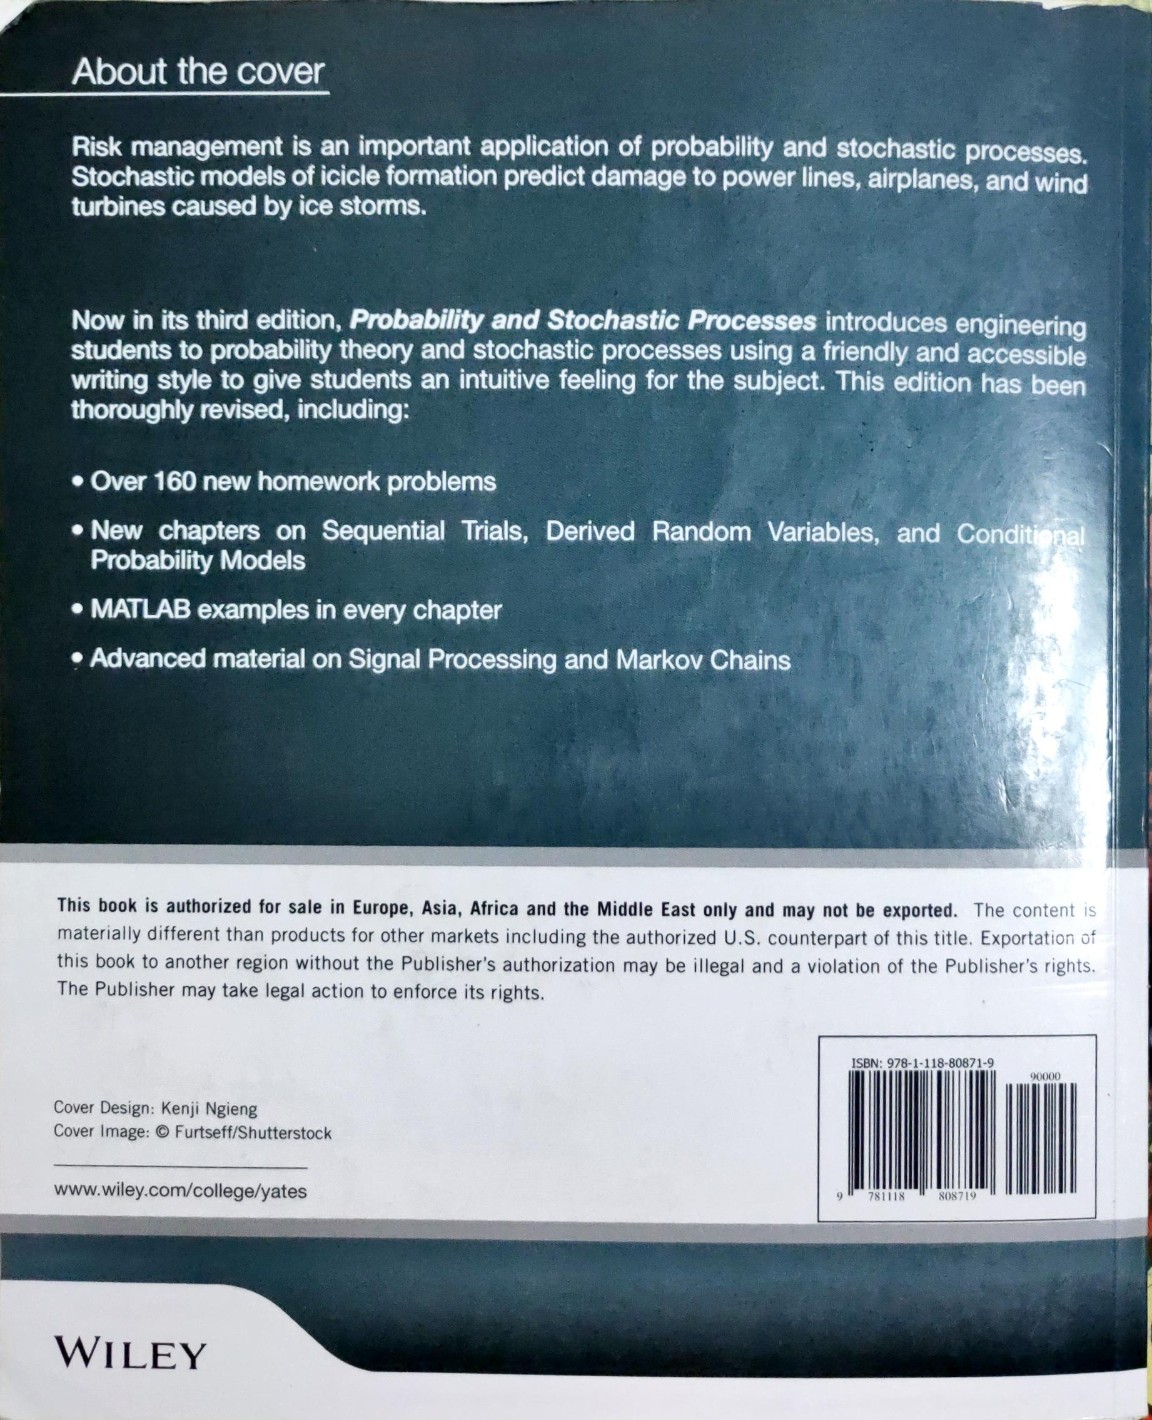 About the cover
Risk management is an important application of probability and stochastic processes.
Stochastic models of icicle formation predict damage to power lines, airplanes, and wind
turbines caused by ice storms.
Now in its third edition, Probability and Stochastic Processes introduces engineering
students to probability theory and stochastic processes using a friendly and accessible
writing style to give students an intuitive feeling for the subject. This edition has been
thoroughly revised, including:
• Over 160 new homework problems
• New chapters on Sequential Trials, Derived Random Variables, and Conditional
Probability Models
• MATLAB examples in every chapter
• Advanced material on Signal Processing and Markov Chains
This book is authorized for sale in Europe, Asia, Africa and the Middle East only and may not be exported. The content is
materially different than products for other markets including the authorized U.S. counterpart of this title. Exportation of
this book to another region without the Publisher's authorization may be illegal and a violation of the Publisher's rights.
The Publisher may take legal action to enforce its rights.
ISBN: 978-1-118-80871-9
90000
9 781118 808719
Cover Design: Kenji Ngieng
Cover Image: © Furtseff/Shutterstock
www.wiley.com/college/yates
WILEY